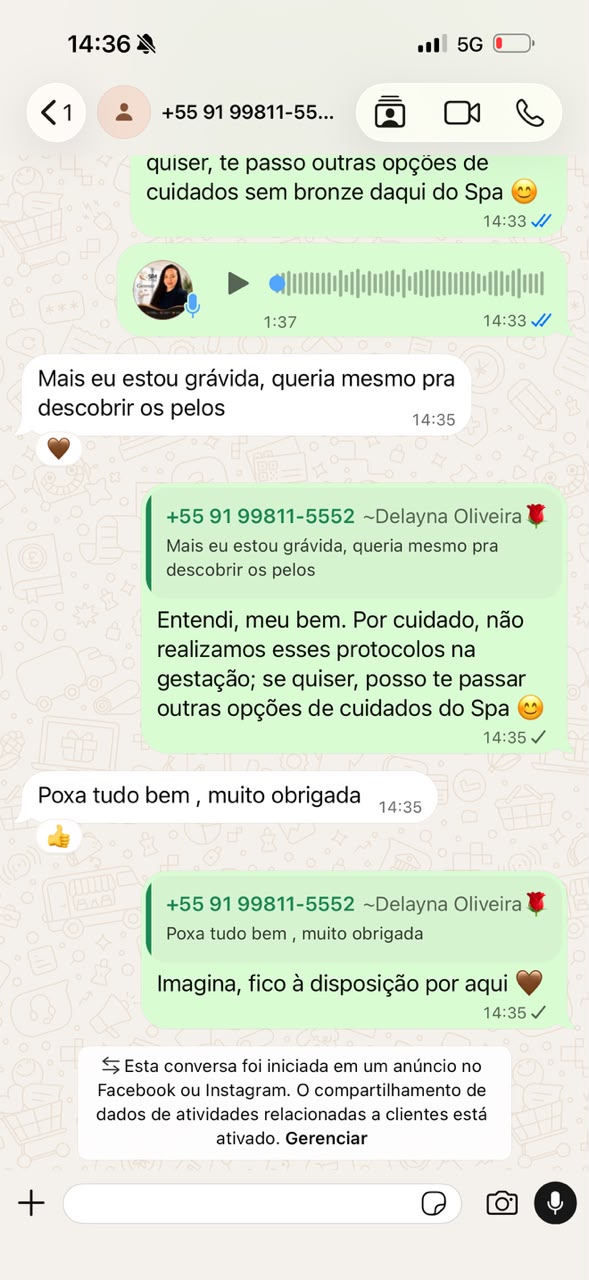 14:36
5G
1
+55 91 99811-55...
quiser, te passo outras opções de
cuidados sem bronze daqui do Spa 😊
14:33
1:37
14:33
Mais eu estou grávida, queria mesmo pra
descobrir os pelos
14:35
🤎
+55 91 99811-5552 ~Delayna Oliveira🌹
Mais eu estou grávida, queria mesmo pra
descobrir os pelos
Entendi, meu bem. Por cuidado, não
realizamos esses protocolos na
gestação; se quiser, posso te passar
outras opções de cuidados do Spa 😊
14:35
Poxa tudo bem , muito obrigada
14:35
👍
+55 91 99811-5552 ~Delayna Oliveira🌹
Poxa tudo bem , muito obrigada
Imagina, fico à disposição por aqui 🤎
14:35
Esta conversa foi iniciada em um anúncio no
Facebook ou Instagram. O compartilhamento de
dados de atividades relacionadas a clientes está
ativado. Gerenciar